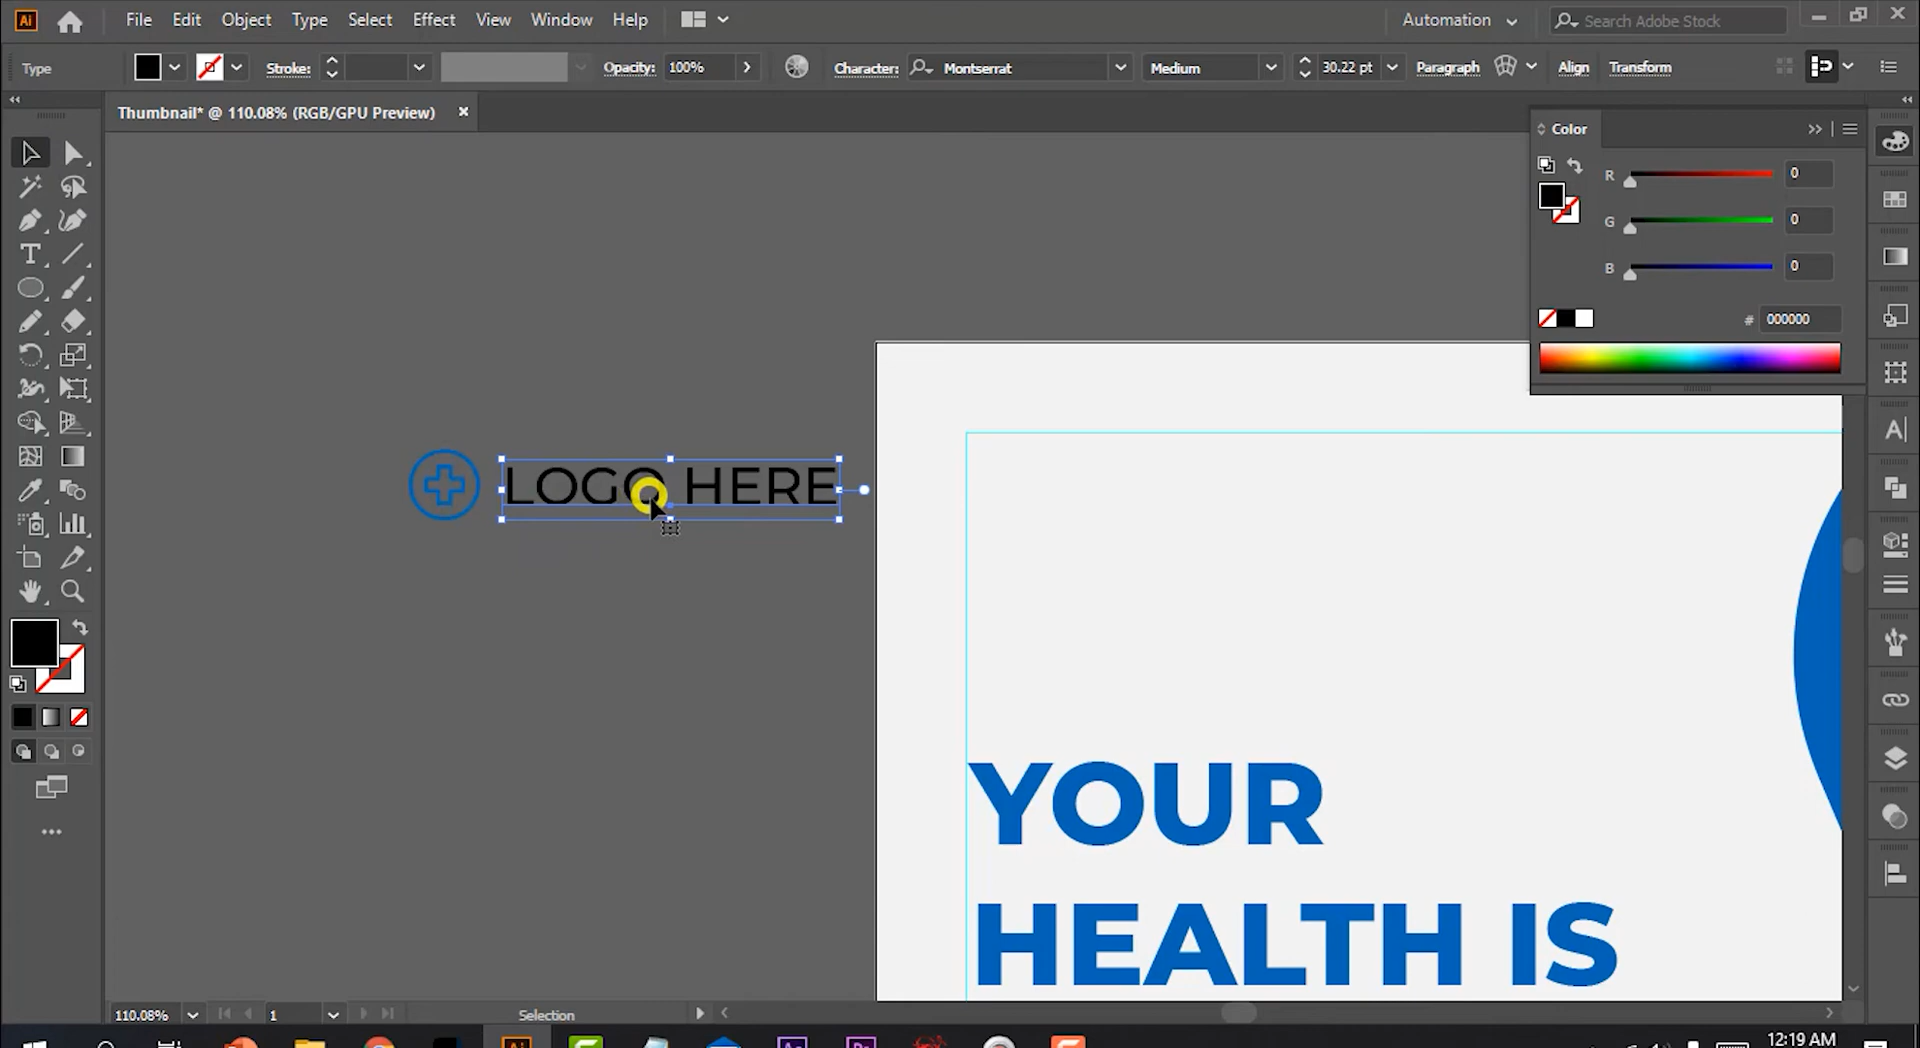 Ai File Edit Object Type Select Effect View Window Help Automation Search Adobe Stock
Type Stroke: Opacity: 100% Character: Montserrat Medium 30.22 pt Paragraph Align Transform
Thumbnail* @ 110.08% (RGB/GPU Preview)
Color
R 0
G 0
B 0
# 000000
LOGO HERE
YOUR
HEALTH IS
110.08% 1 Selection
12:19 AM